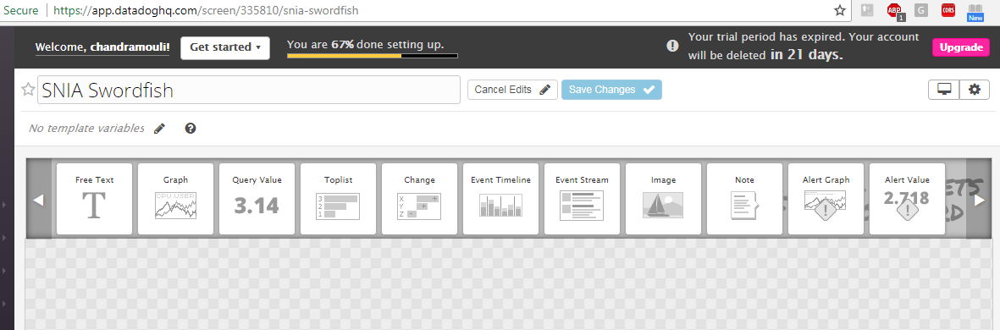 Secure https://app.datadoghq.com/screen/335810/snia-swordfish
ABP 1 G CORS New
Welcome, chandramouli! Get started
You are 67% done setting up.
Your trial period has expired. Your account
will be deleted in 21 days.
Upgrade
SNIA Swordfish
Cancel Edits Save Changes
No template variables ?
Free Text Graph Query Value Toplist Change Event Timeline Event Stream Image Note Alert Graph Alert Value
T CPU USER 3.14 3 2 1 X Y Z 2.718